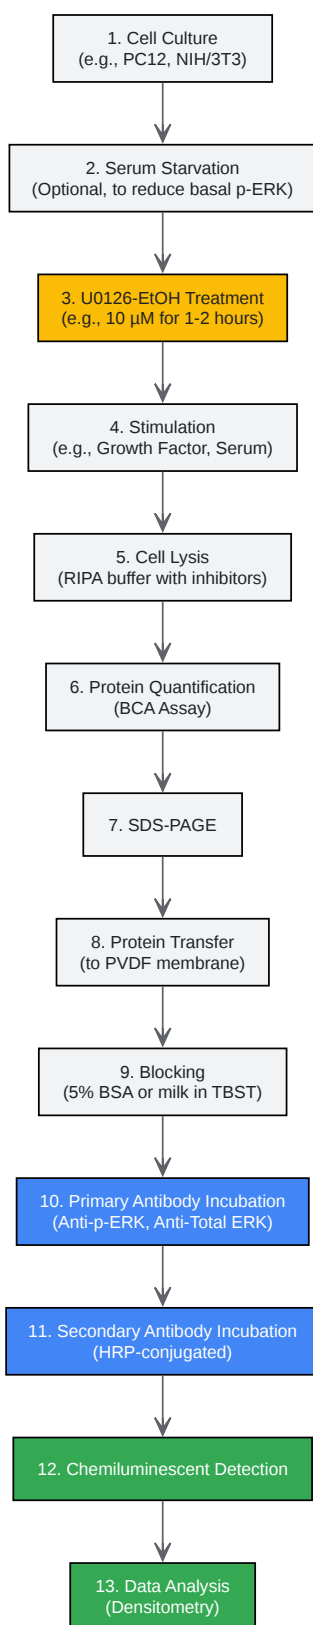 1. Cell Culture
(e.g., PC12, NIH/3T3)
2. Serum Starvation
(Optional, to reduce basal p-ERK)
3. U0126-EtOH Treatment
(e.g., 10 µM for 1-2 hours)
4. Stimulation
(e.g., Growth Factor, Serum)
5. Cell Lysis
(RIPA buffer with inhibitors)
6. Protein Quantification
(BCA Assay)
7. SDS-PAGE
8. Protein Transfer
(to PVDF membrane)
9. Blocking
(5% BSA or milk in TBST)
10. Primary Antibody Incubation
(Anti-p-ERK, Anti-Total ERK)
11. Secondary Antibody Incubation
(HRP-conjugated)
12. Chemiluminescent Detection
13. Data Analysis
(Densitometry)